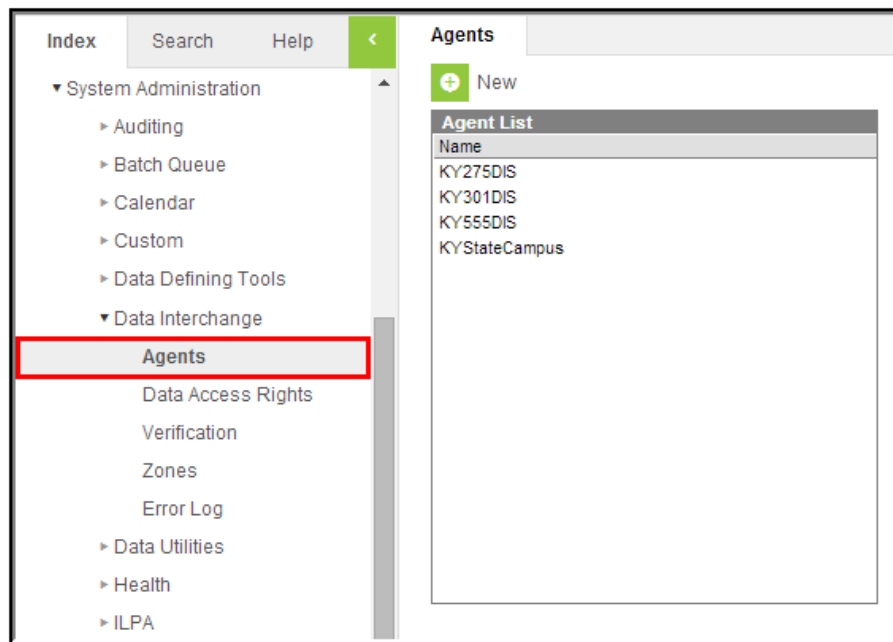 Index Search Help
System Administration
Auditing
Batch Queue
Calendar
Custom
Data Defining Tools
Data Interchange
Agents
Data Access Rights
Verification
Zones
Error Log
Data Utilities
Health
ILPA
Agents
New
Agent List
Name
KY275DIS
KY301DIS
KY555DIS
KYStateCampus